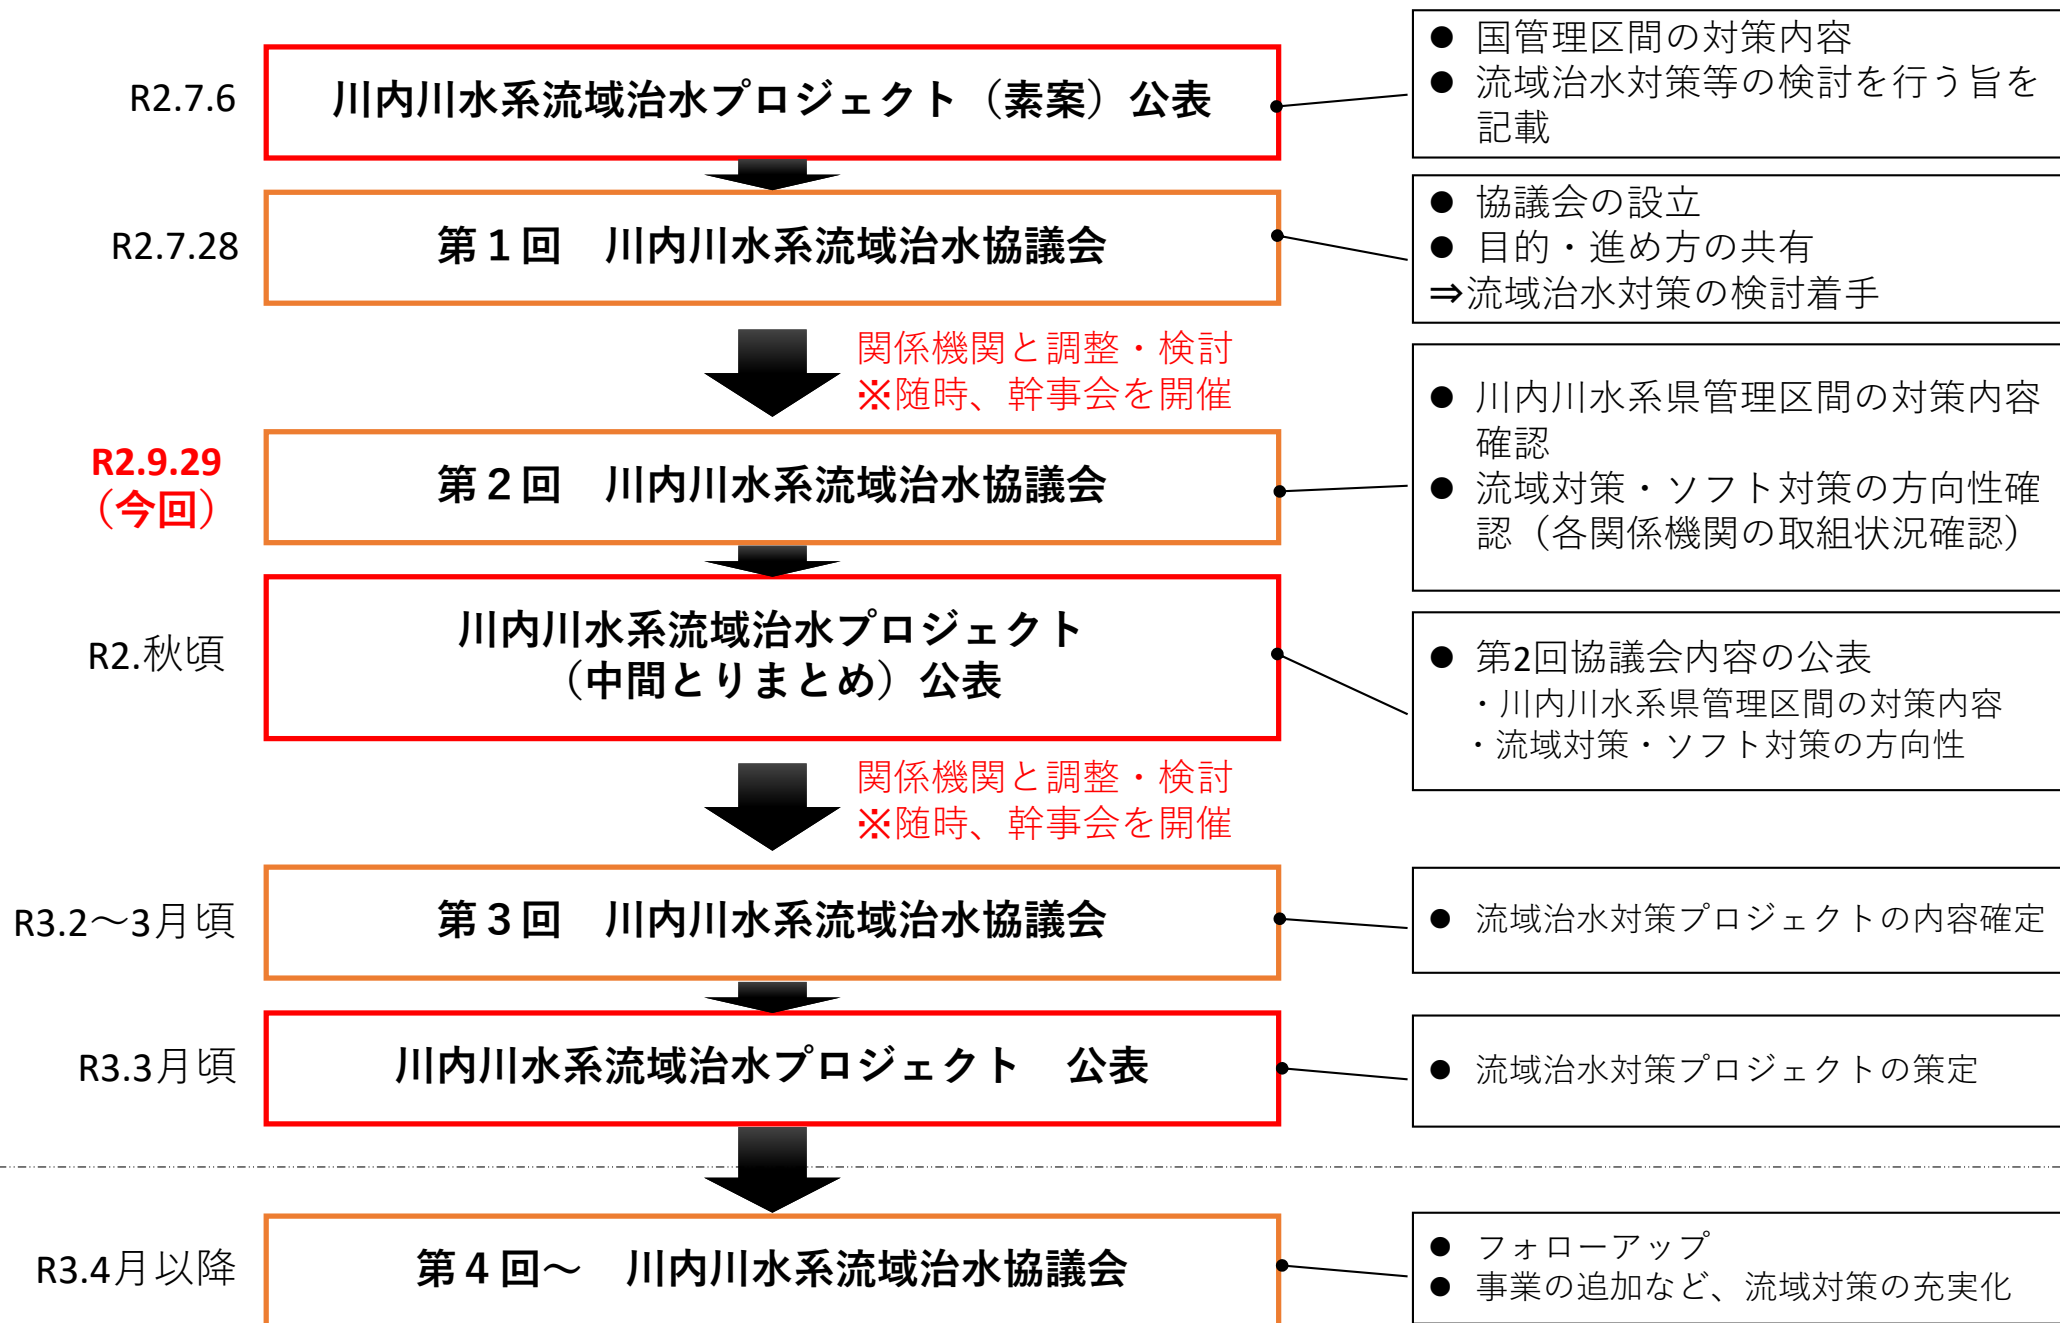 R2.7.6
川内川水系流域治水プロジェクト（素案）公表
● 国管理区間の対策内容
● 流域治水対策等の検討を行う旨を
記載
R2.7.28
第１回　川内川水系流域治水協議会
● 協議会の設立
● 目的・進め方の共有
⇒流域治水対策の検討着手
関係機関と調整・検討
※随時、幹事会を開催
R2.9.29
（今回）
第２回　川内川水系流域治水協議会
● 川内川水系県管理区間の対策内容
確認
● 流域対策・ソフト対策の方向性確
認（各関係機関の取組状況確認）
R2.秋頃
川内川水系流域治水プロジェクト
（中間とりまとめ）公表
● 第2回協議会内容の公表
・川内川水系県管理区間の対策内容
・流域対策・ソフト対策の方向性
関係機関と調整・検討
※随時、幹事会を開催
R3.2～3月頃
第３回　川内川水系流域治水協議会
● 流域治水対策プロジェクトの内容確定
R3.3月頃
川内川水系流域治水プロジェクト　公表
● 流域治水対策プロジェクトの策定
R3.4月以降
第４回～　川内川水系流域治水協議会
● フォローアップ
● 事業の追加など、流域対策の充実化